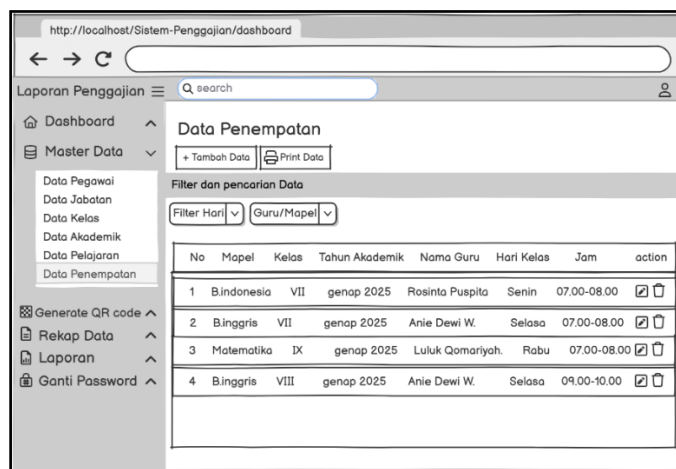 http://localhost/Sistem-Penggajian/dashboard
Laporan Penggajian
search
Dashboard
Master Data
Data Pegawai
Data Jabatan
Data Kelas
Data Akademik
Data Pelajaran
Data Penempatan
Generate QR code
Rekap Data
Laporan
Ganti Password
Data Penempatan
+ Tambah Data Print Data
Filter dan pencarian Data
Filter Hari Guru/Mapel
No Mapel Kelas Tahun Akademik Nama Guru Hari Kelas Jam action
1 B.indonesia VII genap 2025 Rosinta Puspita Senin 07.00-08.00
2 B.inggris VII genap 2025 Anie Dewi W. Selasa 07.00-08.00
3 Matematika IX genap 2025 Luluk Qomariyah. Rabu 07.00-08.00
4 B.inggris VIII genap 2025 Anie Dewi W. Selasa 09.00-10.00